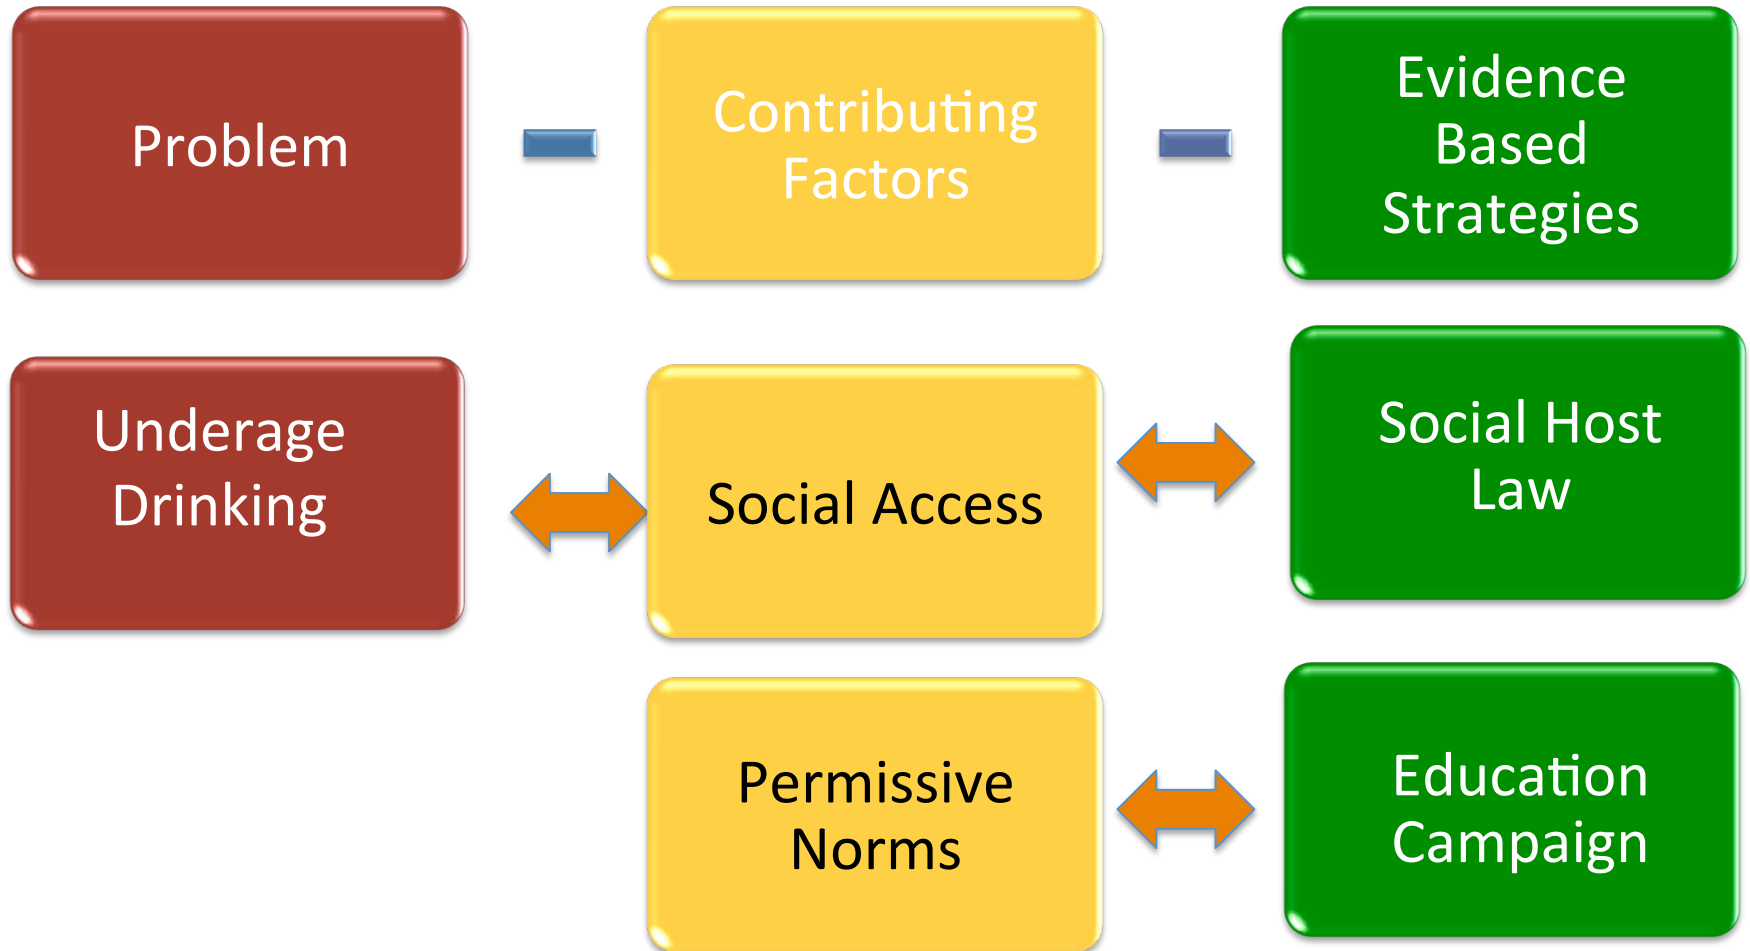 Problem
Contributing
Factors
Evidence
Based
Strategies
Underage
Drinking
Social Access
Social Host
Law
Permissive
Norms
Education
Campaign